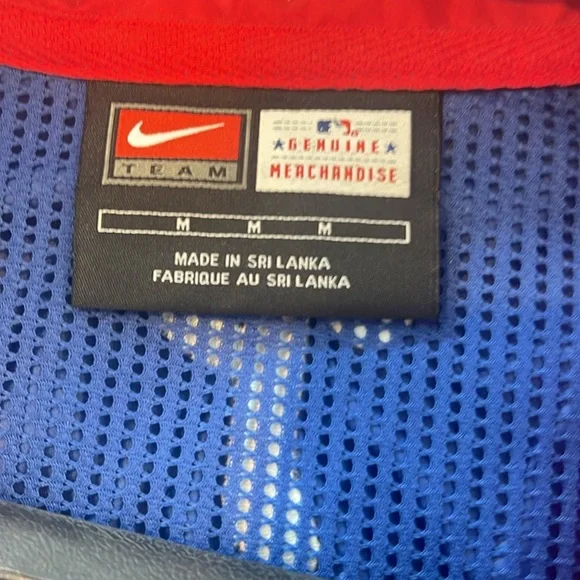 TEAM
GENUINE
MERCHANDISE
M M M
MADE IN SRI LANKA
FABRIQUE AU SRI LANKA